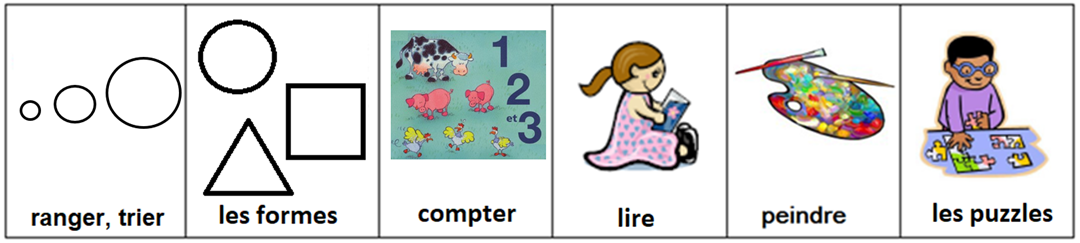 1
2
et 3
ranger, trier
les formes
compter
lire
peindre
les puzzles